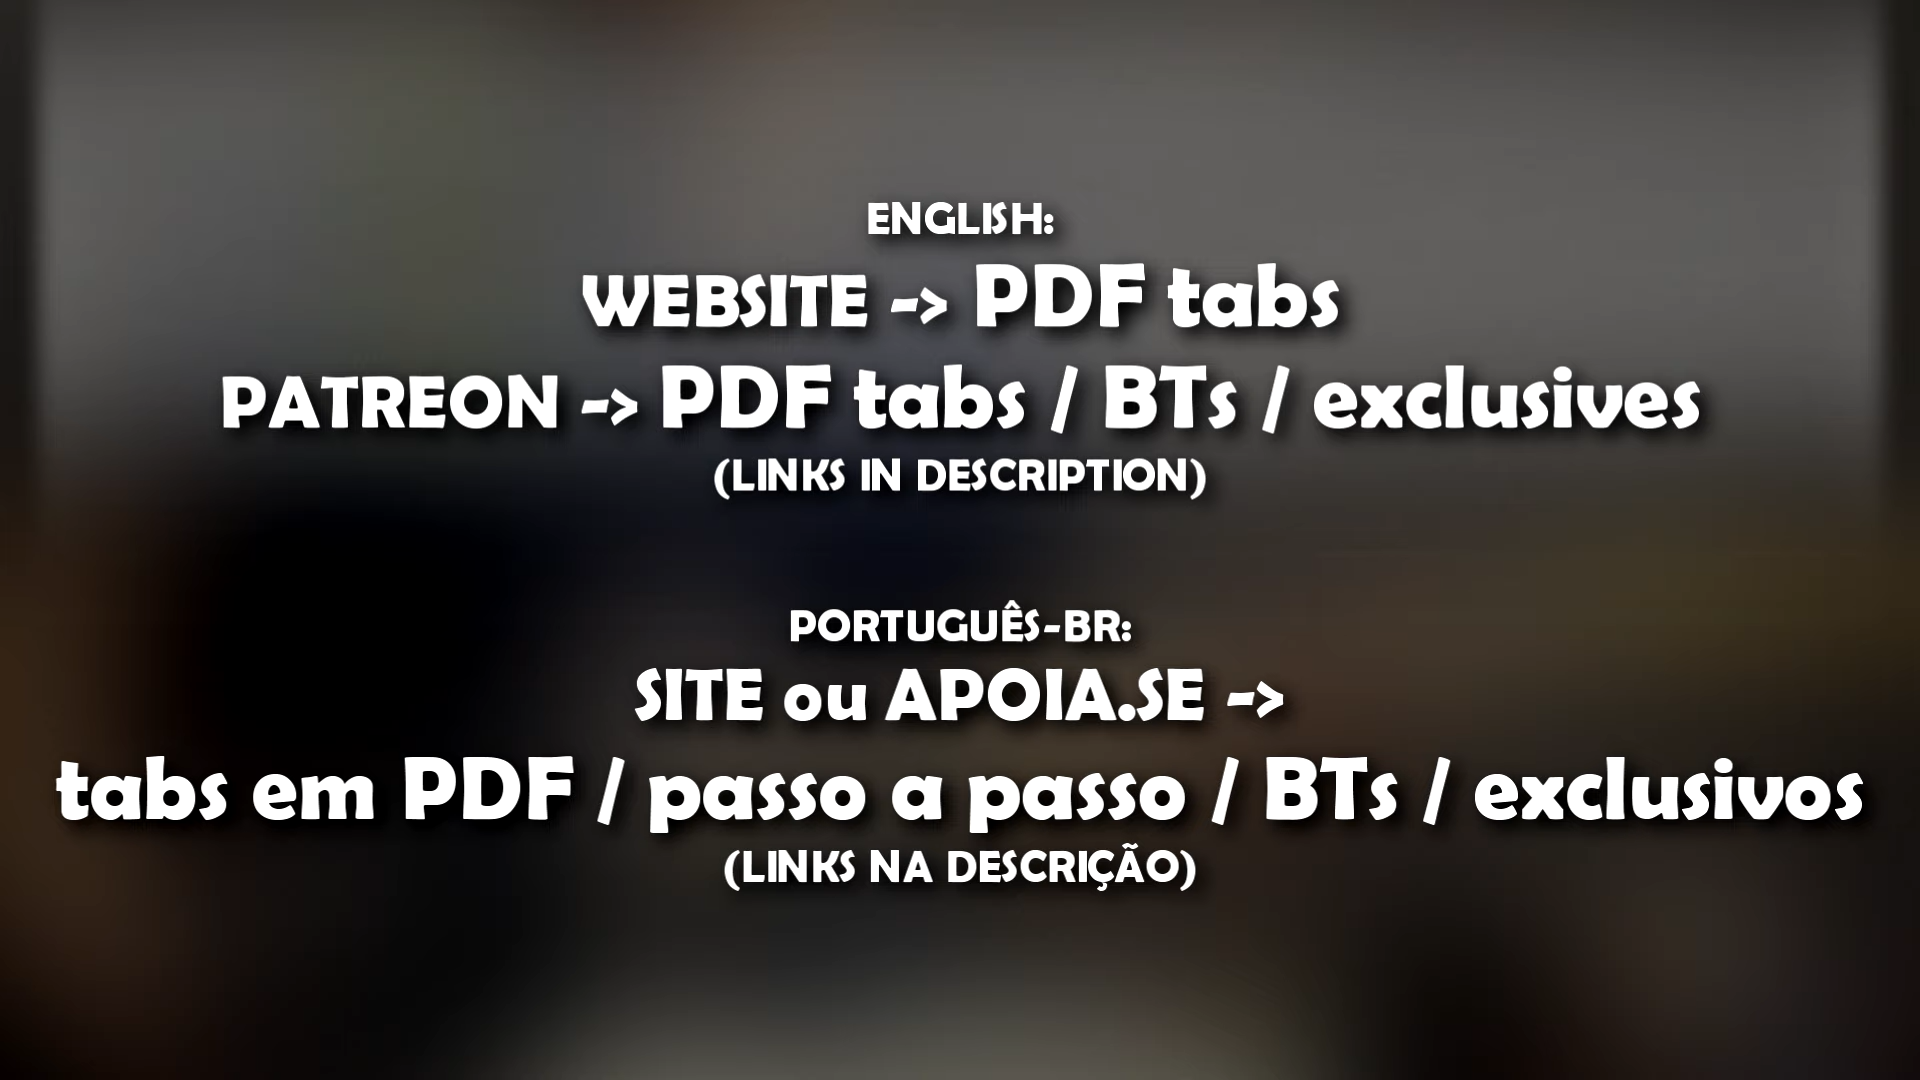 ENGLISH:
WEBSITE -> PDF tabs
PATREON -> PDF tabs / BTs / exclusives
(LINKS IN DESCRIPTION)
PORTUGUÊS-BR:
SITE ou APOIA.SE ->
tabs em PDF / passo a passo / BTs / exclusivos
(LINKS NA DESCRIÇÃO)